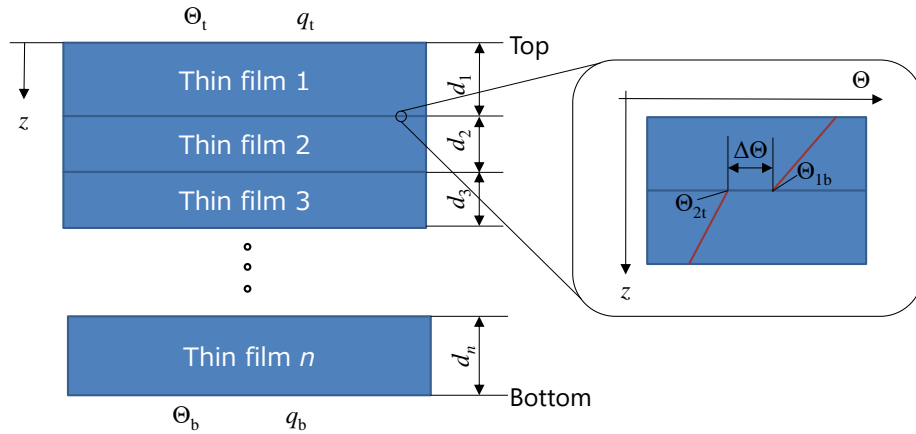 Θt qt
Top
z
Thin film 1
d1
Thin film 2
d2
Thin film 3
d3
Thin film n
dn
Bottom
Θb qb
Θ
ΔΘ
Θ1b
Θ2t
z